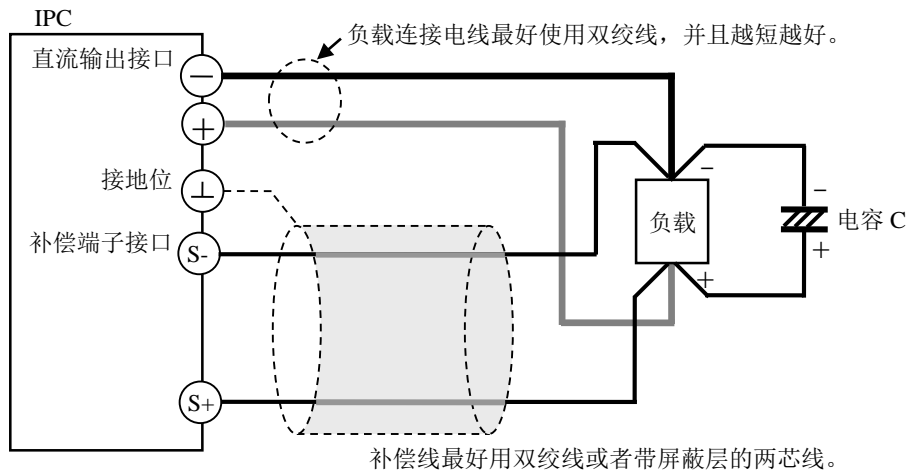 IPC
负载连接电线最好使用双绞线，并且越短越好。
直流输出接口
—
+
接地位
⊥
补偿端子接口
S-
S+
负载
-
+
-
+
电容 C
补偿线最好用双绞线或者带屏蔽层的两芯线。